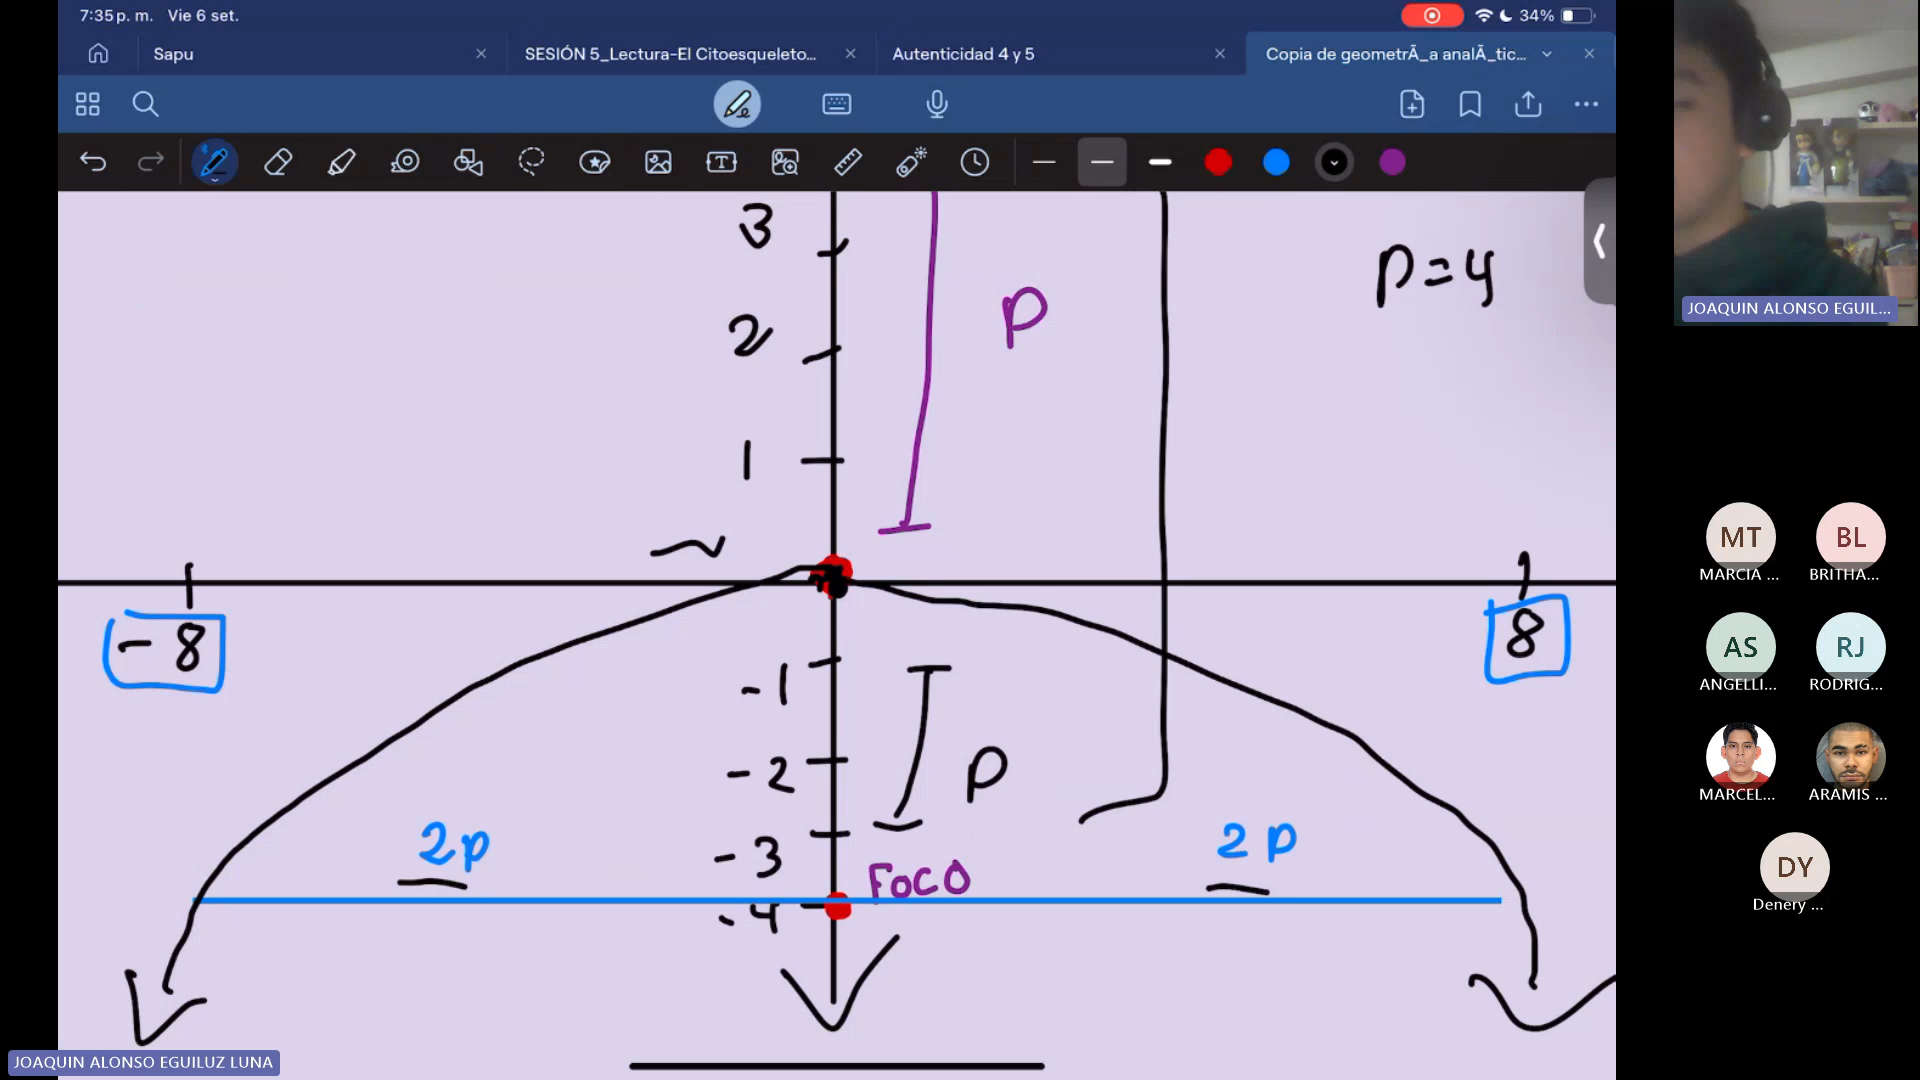 7:35 p. m. Vie 6 set.
34%
Sapu
SESIÓN 5_Lectura-El Citoesqueleto...
Autenticidad 4 y 5
Copia de geometrÃ_a analÃ_tic...
3
P=4
P
2
1
-8
8
-1
-2
P
2p
2P
-3
Foco
-4
JOAQUIN ALONSO EGUIL...
MT
BL
MARCIA ...
BRITHA...
AS
RJ
ANGELLI...
RODRIG...
MARCEL...
ARAMIS ...
DY
Denery ...
JOAQUIN ALONSO EGUILUZ LUNA